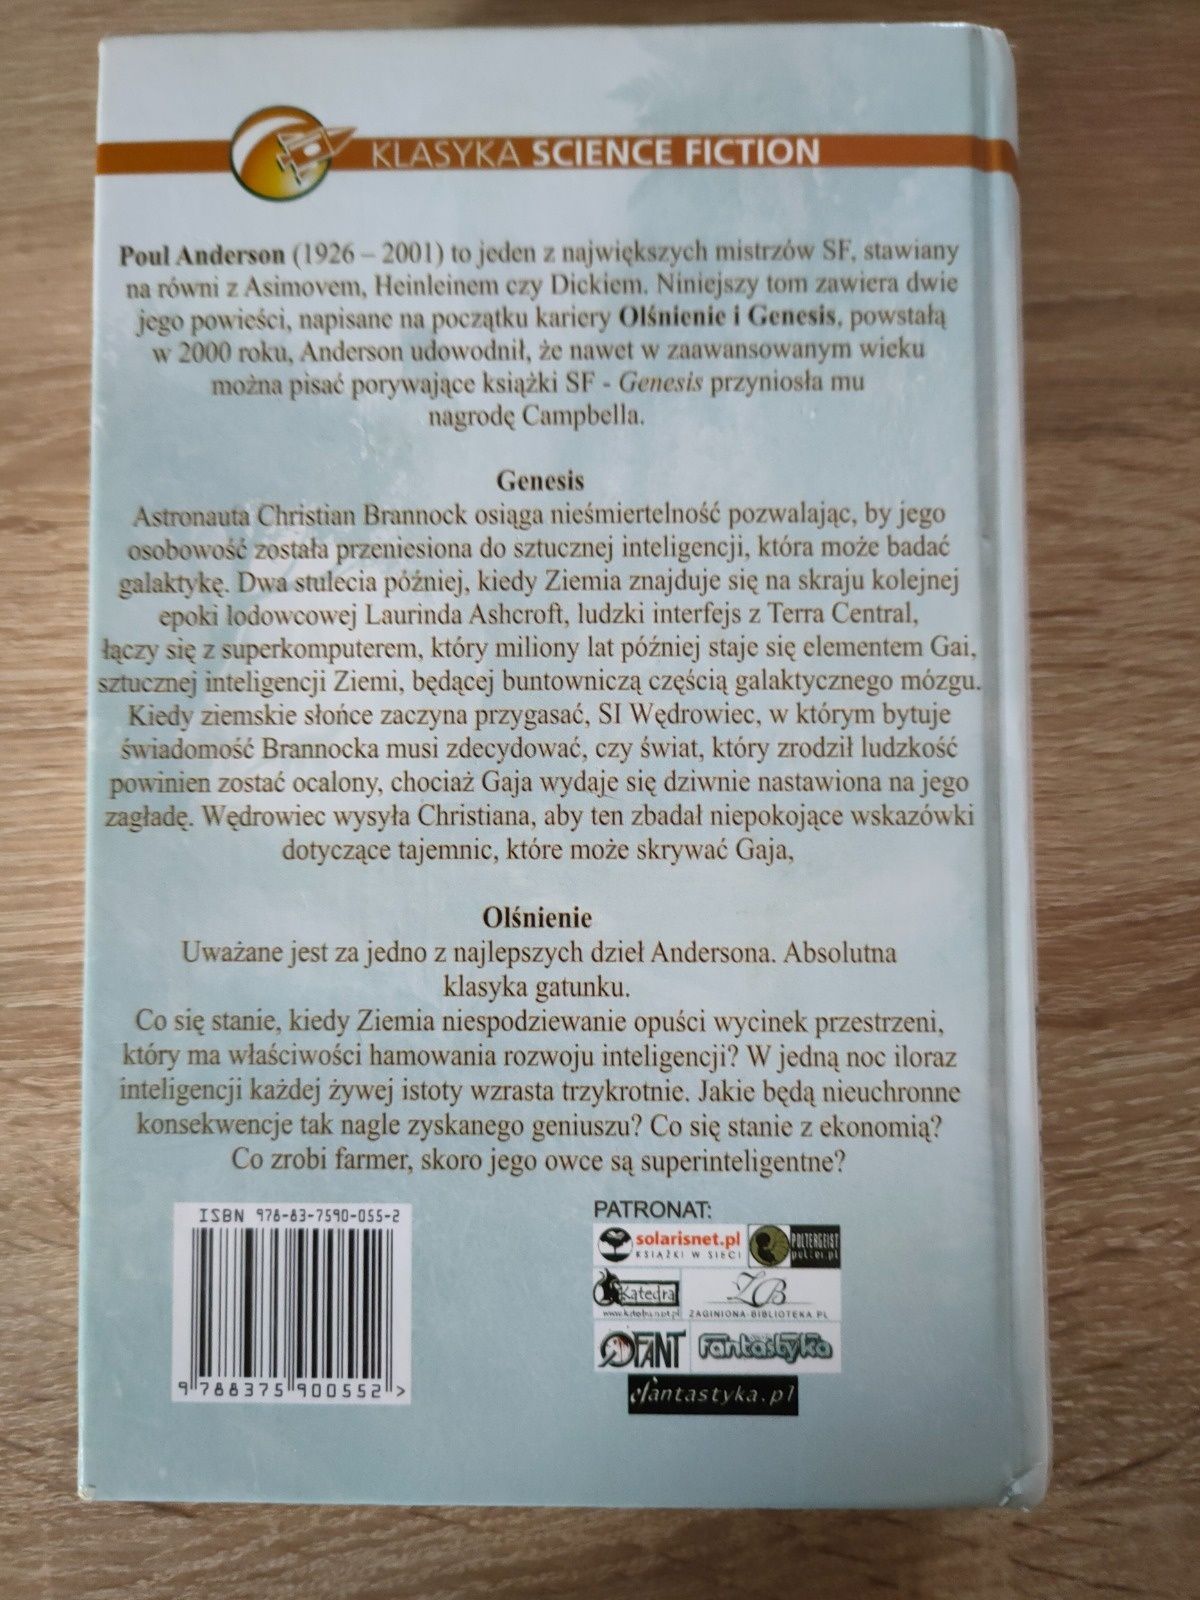 KLASYKA SCIENCE FICTION
Poul Anderson (1926 – 2001) to jeden z największych mistrzów SF, stawiany
na równi z Asimovem, Heinleinem czy Dickiem. Niniejszy tom zawiera dwie
jego powieści, napisane na początku kariery Olśnienie i Genesis, powstałą
w 2000 roku, Anderson udowodnił, że nawet w zaawansowanym wieku
można pisać porywające książki SF - Genesis przyniosła mu
nagrodę Campbella.
Genesis
Astronauta Christian Brannock osiąga nieśmiertelność pozwalając, by jego
osobowość została przeniesiona do sztucznej inteligencji, która może badać
galaktykę. Dwa stulecia później, kiedy Ziemia znajduje się na skraju kolejnej
epoki lodowcowej Laurinda Ashcroft, ludzki interfejs z Terra Central,
łączy się z superkomputerem, który miliony lat później staje się elementem Gai,
sztucznej inteligencji Ziemi, będącej buntowniczą częścią galaktycznego mózgu.
Kiedy ziemskie słońce zaczyna przygasać, SI Wędrowiec, w którym bytuje
świadomość Brannocka musi zdecydować, czy świat, który zrodził ludzkość
powinien zostać ocalony, chociaż Gaja wydaje się dziwnie nastawiona na jego
zagładę. Wędrowiec wysyła Christiana, aby ten zbadał niepokojące wskazówki
dotyczące tajemnic, które może skrywać Gaja,
Olśnienie
Uważane jest za jedno z najlepszych dzieł Andersona. Absolutna
klasyka gatunku.
Co się stanie, kiedy Ziemia niespodziewanie opuści wycinek przestrzeni,
który ma właściwości hamowania rozwoju inteligencji? W jedną noc iloraz
inteligencji każdej żywej istoty wzrasta trzykrotnie. Jakie będą nieuchronne
konsekwencje tak nagle zyskanego geniuszu? Co się stanie z ekonomią?
Co zrobi farmer, skoro jego owce są superinteligentne?
ISBN 978-83-7590-055-2
9 788375 900552 >
PATRONAT:
solarisnet.pl
KSIĄŻKI W SIECI
POLTERGEIST
polter.pl
Katedra
ZB
ZAGINIONA-BIBLIOTEKA.PL
FANT
Fantastyka
efantastyka.pl